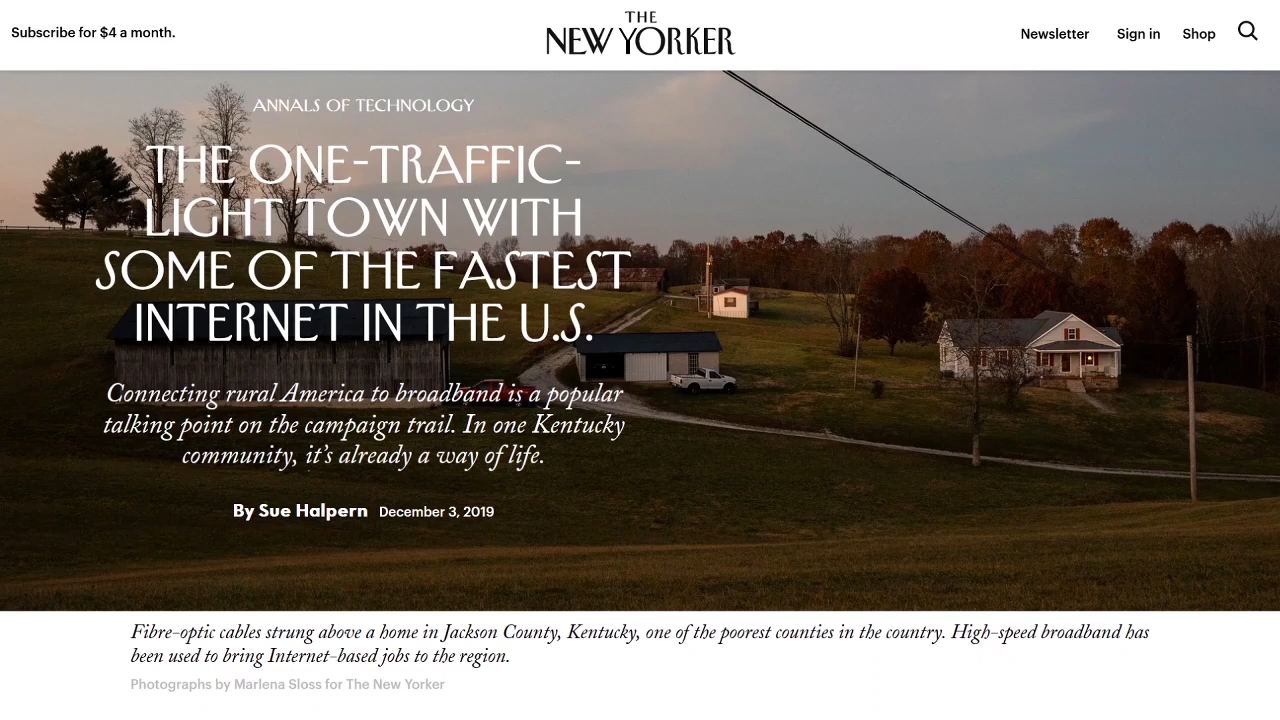 Subscribe for $4 a month.
THE
NEW YORKER
Newsletter
Sign in
Shop
ANNALS OF TECHNOLOGY
THE ONE-TRAFFIC-
LIGHT TOWN WITH
SOME OF THE FASTEST
INTERNET IN THE U.S.
Connecting rural America to broadband is a popular
talking point on the campaign trail. In one Kentucky
community, it's already a way of life.
By Sue Halpern December 3, 2019
Fibre-optic cables strung above a home in Jackson County, Kentucky, one of the poorest counties in the country. High-speed broadband has
been used to bring Internet-based jobs to the region.
Photographs by Marlena Sloss for The New Yorker